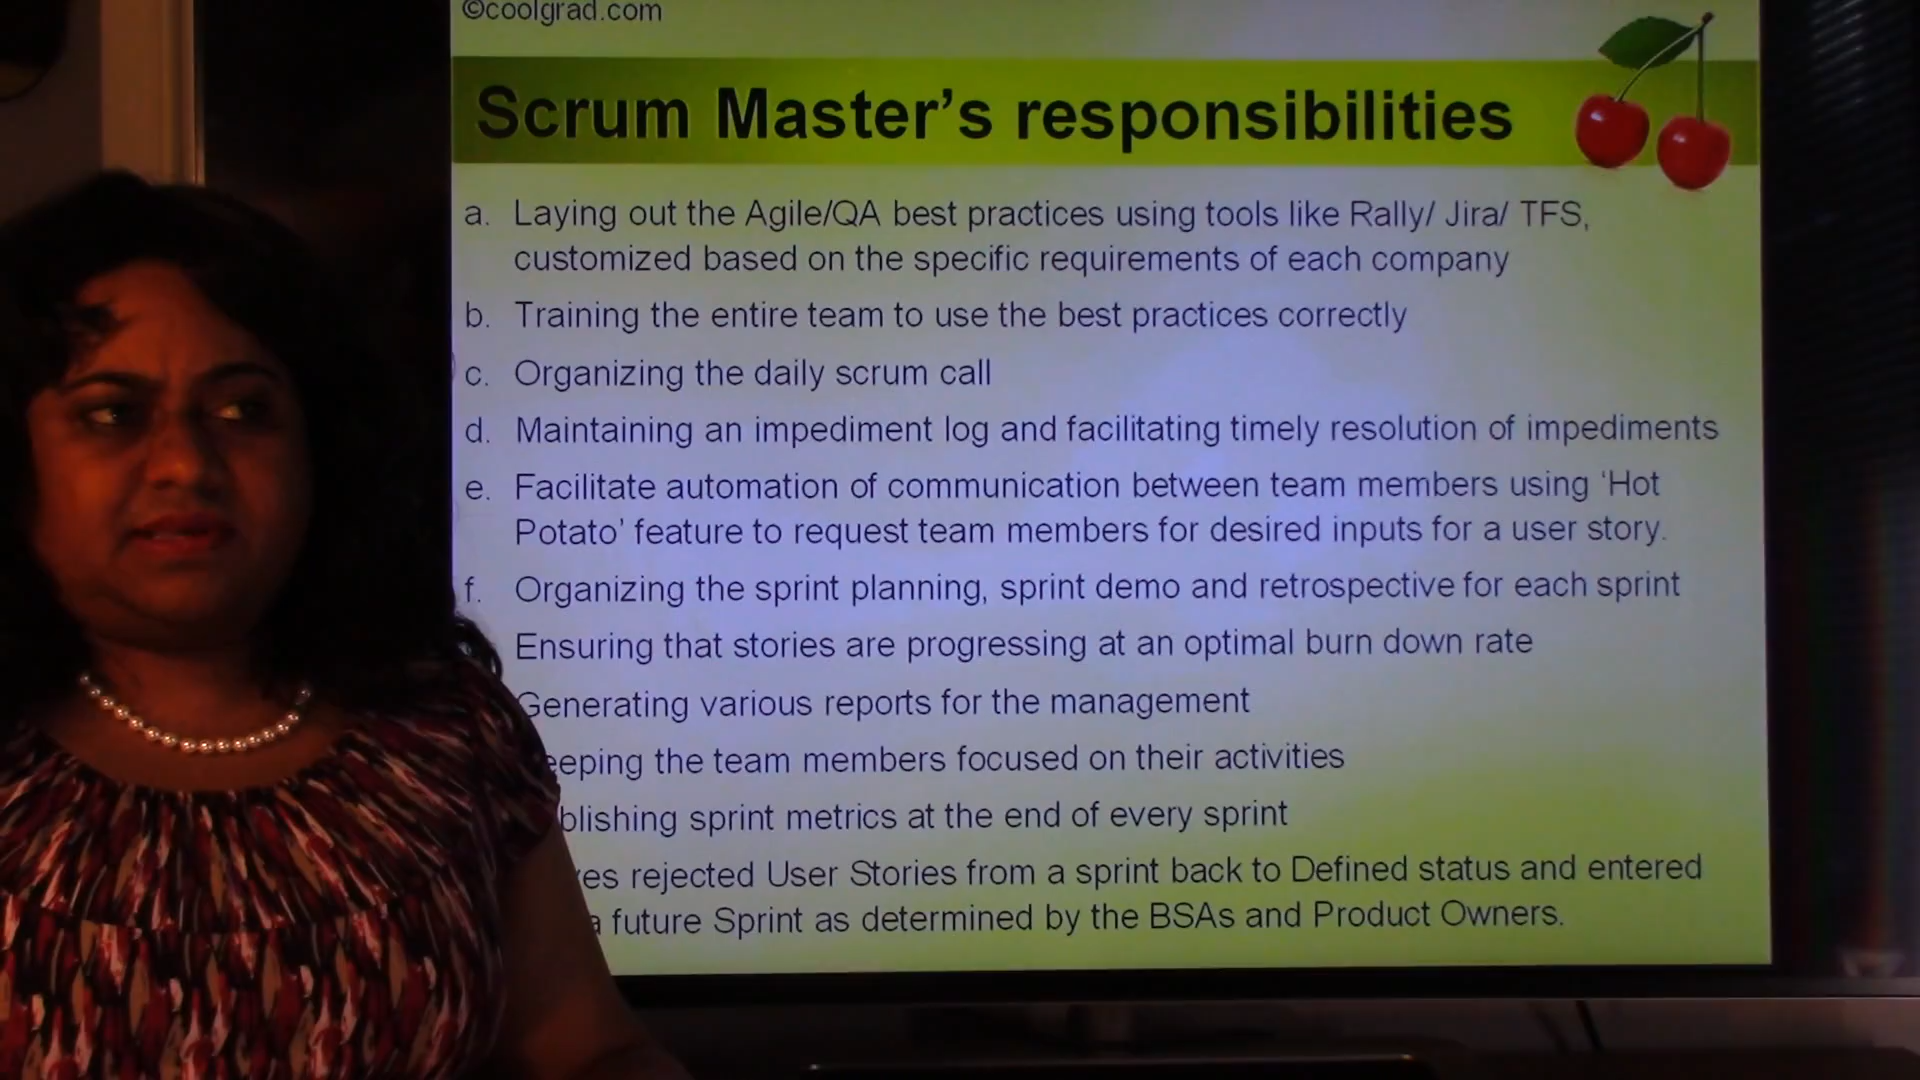 ©coolgrad.com
Scrum Master's responsibilities
a. Laying out the Agile/QA best practices using tools like Rally/ Jira/ TFS,
customized based on the specific requirements of each company
b. Training the entire team to use the best practices correctly
c. Organizing the daily scrum call
d. Maintaining an impediment log and facilitating timely resolution of impediments
e. Facilitate automation of communication between team members using ‘Hot
Potato’ feature to request team members for desired inputs for a user story.
f. Organizing the sprint planning, sprint demo and retrospective for each sprint
Ensuring that stories are progressing at an optimal burn down rate
Generating various reports for the management
eeping the team members focused on their activities
blishing sprint metrics at the end of every sprint
es rejected User Stories from a sprint back to Defined status and entered
a future Sprint as determined by the BSAs and Product Owners.